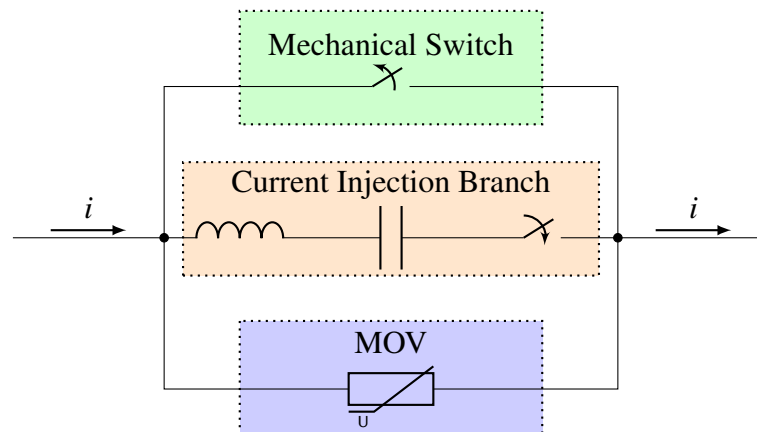 Mechanical Switch
Current Injection Branch
i
i
MOV
U